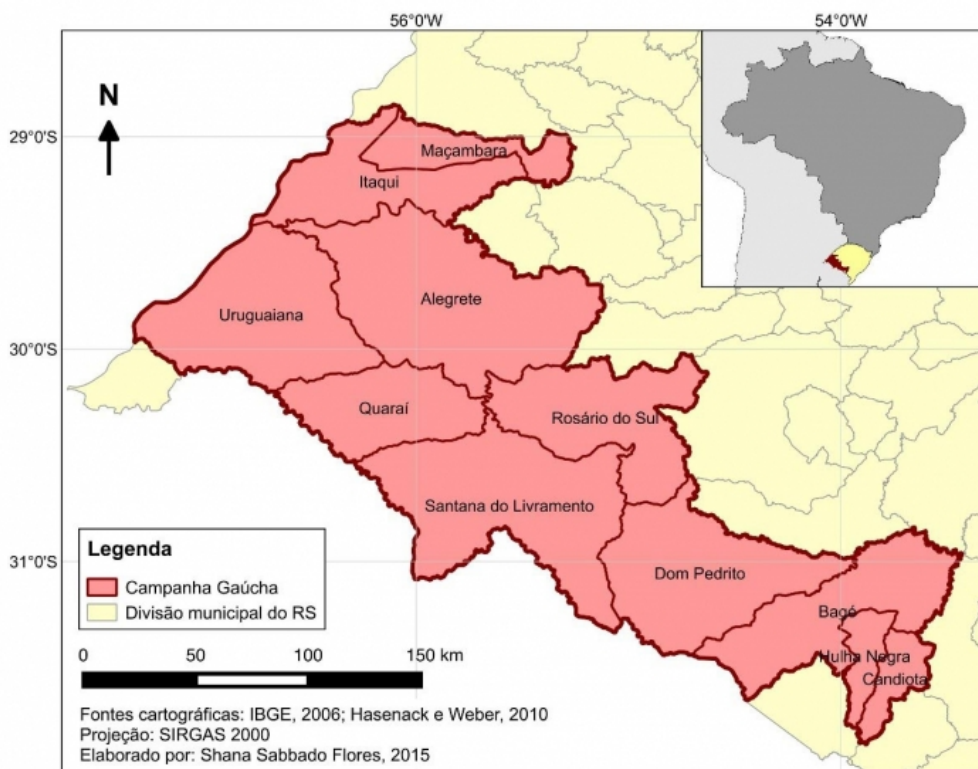 56°0'W
54°0'W
N
29°0'S
Maçambara
Itaqui
Alegrete
Uruguaiana
30°0'S
Quaraí
Rosário do Sul
Santana do Livramento
31°0'S
Dom Pedrito
Bagé
Hulha Negra
Candiota
Legenda
Campanha Gaúcha
Divisão municipal do RS
0 50 100 150 km
Fontes cartográficas: IBGE, 2006; Hasenack e Weber, 2010
Projeção: SIRGAS 2000
Elaborado por: Shana Sabbado Flores, 2015